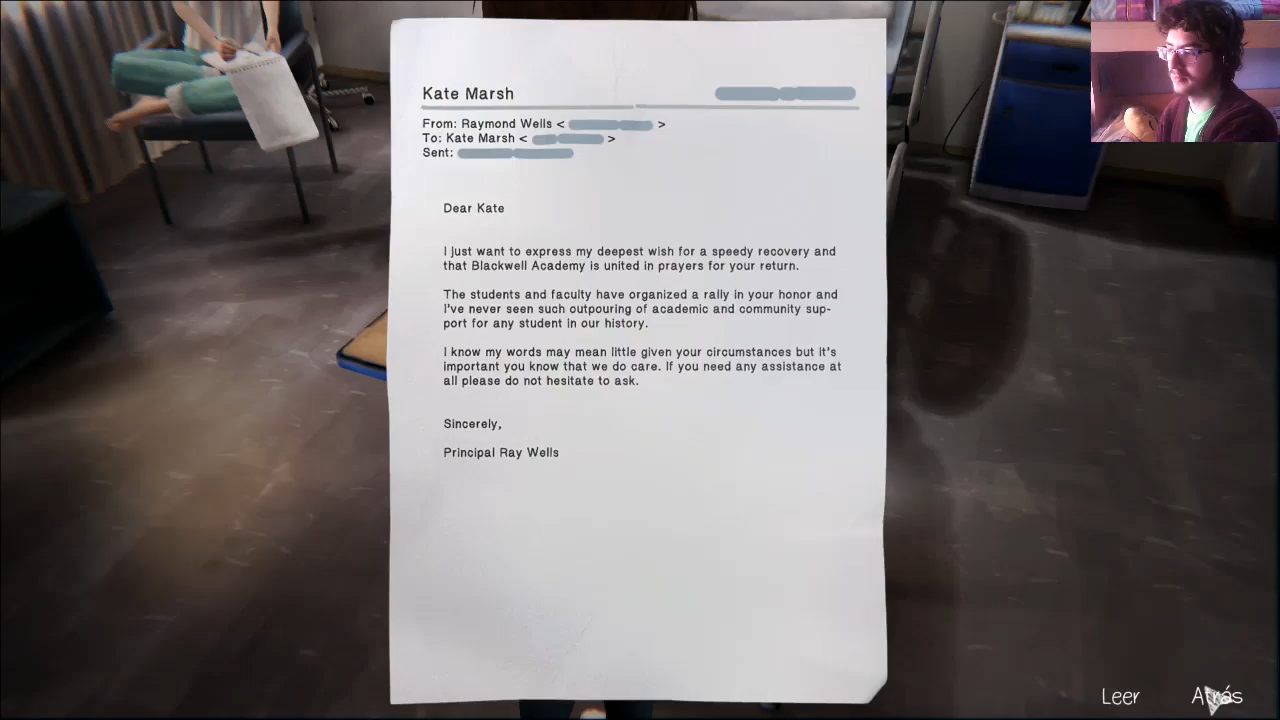 Kate Marsh
From: Raymond Wells < >
To: Kate Marsh < >
Sent:
Dear Kate
I just want to express my deepest wish for a speedy recovery and
that Blackwell Academy is united in prayers for your return.
The students and faculty have organized a rally in your honor and
I've never seen such outpouring of academic and community sup-
port for any student in our history.
I know my words may mean little given your circumstances but it's
important you know that we do care. If you need any assistance at
all please do not hesitate to ask.
Sincerely,
Principal Ray Wells
Leer Atrás